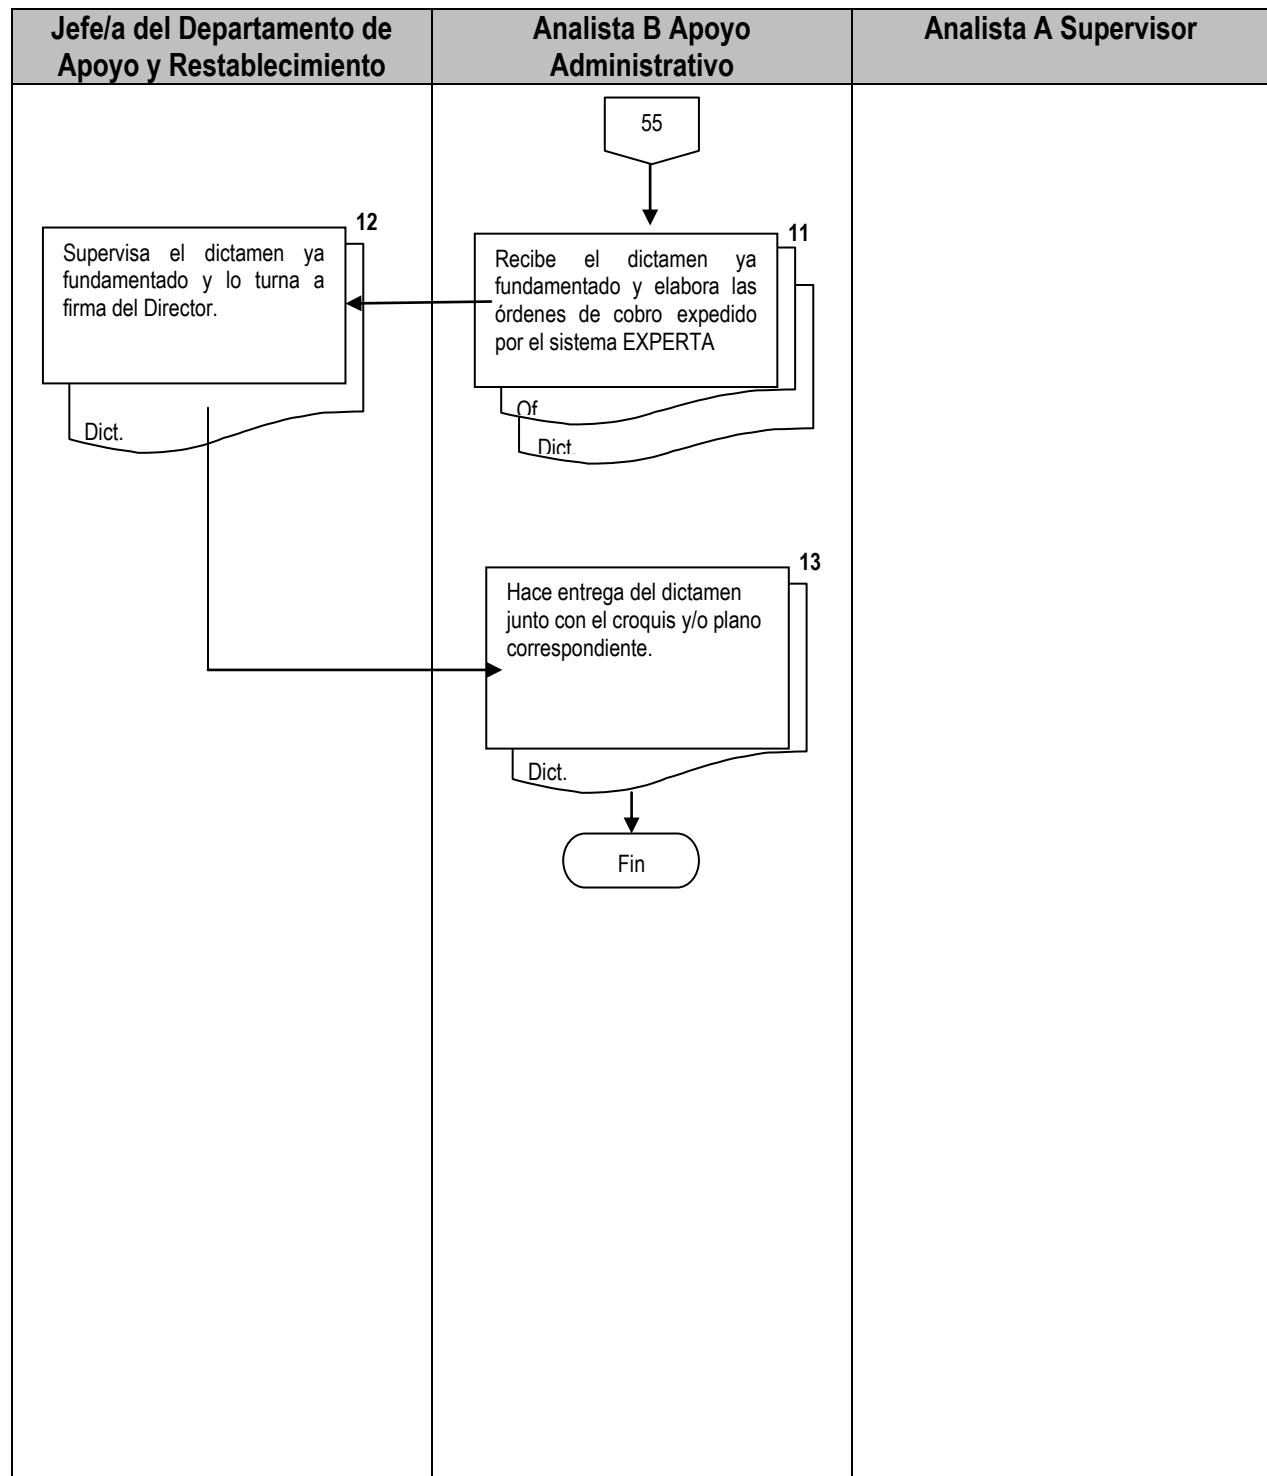 Jefe/a del Departamento de
Apoyo y Restablecimiento
Analista B Apoyo
Administrativo
Analista A Supervisor
55
12
Supervisa el dictamen ya
fundamentado y lo turna a
firma del Director.
Dict.
11
Recibe el dictamen ya
fundamentado y elabora las
órdenes de cobro expedido
por el sistema EXPERTA
Of
Dict.
13
Hace entrega del dictamen
junto con el croquis y/o plano
correspondiente.
Dict.
Fin